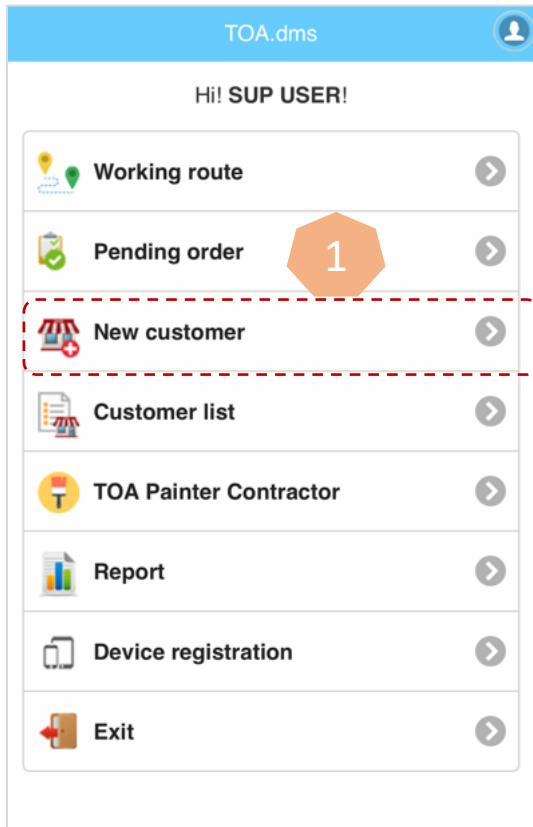 TOA.dms
Hi! SUP USER!
Working route
Pending order
1
New customer
Customer list
TOA Painter Contractor
Report
Device registration
Exit